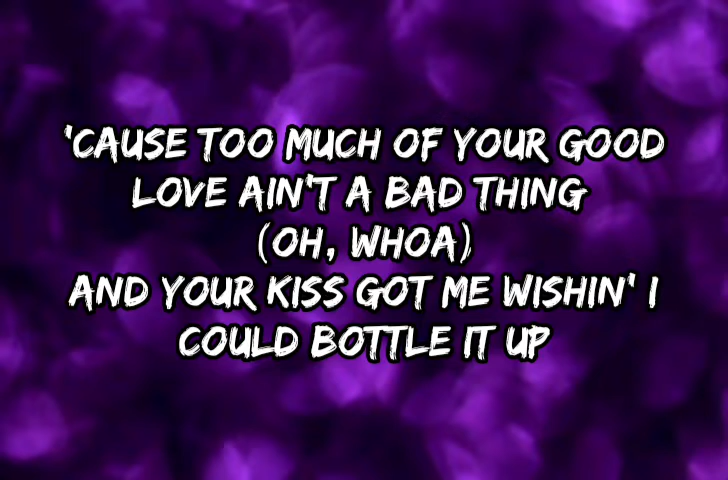 'CAUSE TOO MUCH OF YOUR GOOD
LOVE AIN'T A BAD THING
(OH, WHOA)
AND YOUR KISS GOT ME WISHIN' I
COULD BOTTLE IT UP